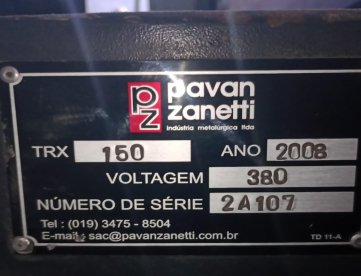 pz
pavan
zanetti
indústria metalúrgica ltda
TRX 150 ANO 2008
VOLTAGEM 380
NÚMERO DE SÉRIE 2A107
Tel : (019) 3475 - 8504
E-mail : sac@pavanzanetti.com.br
TD 11-A